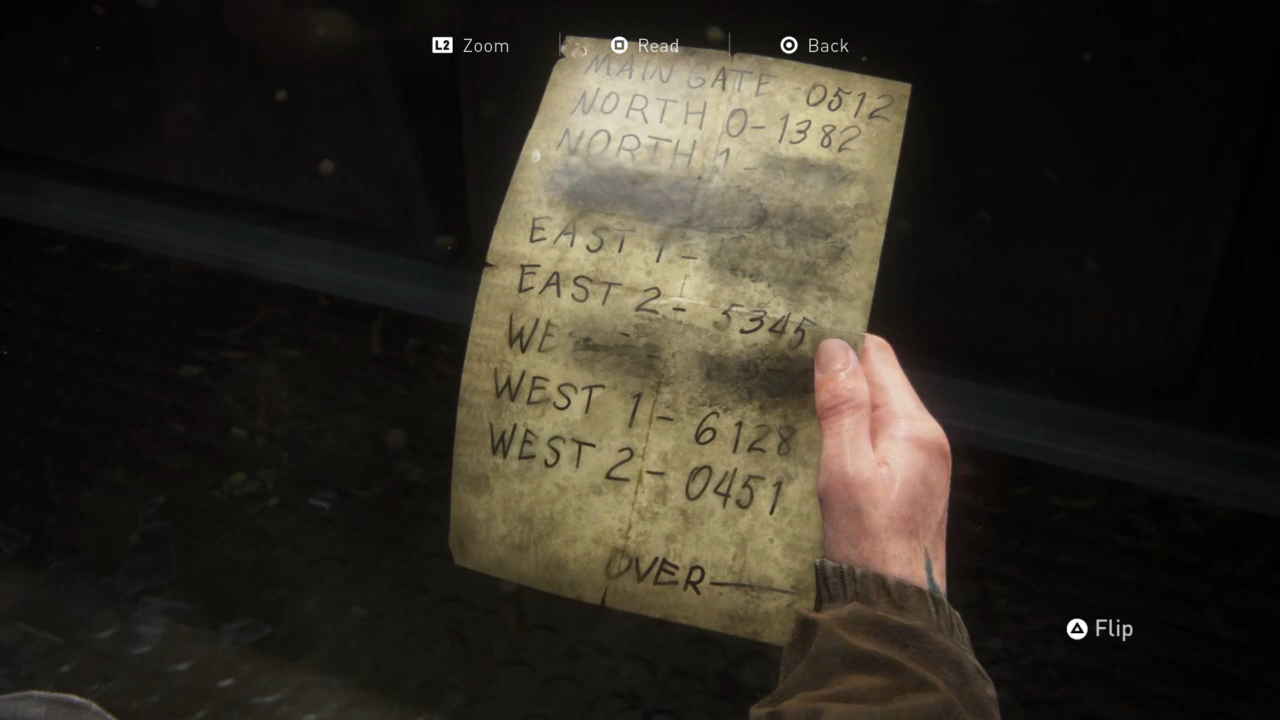 L2 Zoom
Read
Back
MAIN GATE - 0512
NORTH 0-1382
NORTH 1 -
EAST 1 -
EAST 2 - 5345
WE
WEST 1 - 6128
WEST 2 - 0451
OVER
Flip